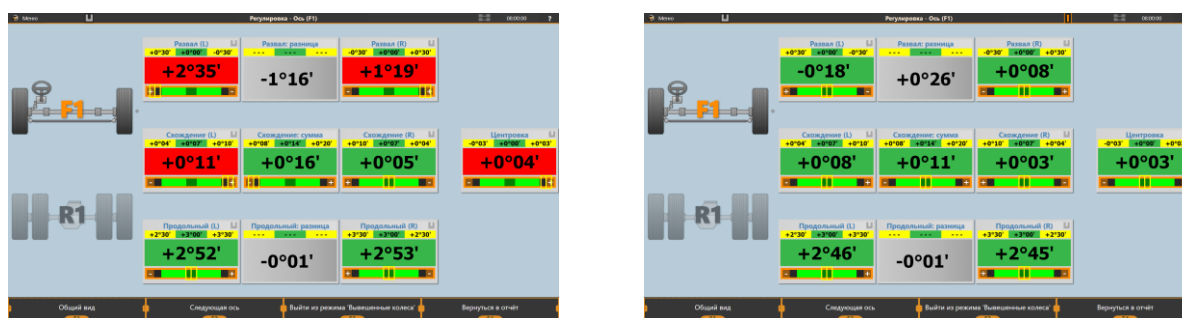 Меню
Регулировка - Ось (F1)
00:00:00 ?
Развал (L) Развал: разница Развал (R)
+0°30' +0°00' -0°30' --- --- --- -0°30' +0°00' +0°30'
+2°35' -1°16' +1°19'
F1
Схождение (L) Схождение: сумма Схождение (R) Центровка
+0°04' +0°07' +0°10' +0°08' +0°14' +0°20' +0°10' +0°07' +0°04' -0°03' +0°00' +0°03'
+0°11' +0°16' +0°05' +0°04'
R1
Продольный (L) Продольный: разница Продольный (R)
+2°30' +3°00' +3°30' --- --- --- +3°30' +3°00' +2°30'
+2°52' -0°01' +2°53'
Общий вид Следующая ось Выйти из режима 'Вывешенные колеса' Вернуться в отчёт
Меню
Регулировка - Ось (F1)
00:00:00
Развал (L) Развал: разница Развал (R)
+0°30' +0°00' -0°30' --- --- --- -0°30' +0°00' +0°30'
-0°18' +0°26' +0°08'
F1
Схождение (L) Схождение: сумма Схождение (R) Центровка
+0°04' +0°07' +0°10' +0°08' +0°14' +0°20' +0°10' +0°07' +0°04' -0°03' +0°00'
+0°08' +0°11' +0°03' +0°03'
R1
Продольный (L) Продольный: разница Продольный (R)
+2°30' +3°00' +3°30' --- --- --- +3°30' +3°00' +2°30'
+2°46' -0°01' +2°45'
Общий вид Следующая ось Выйти из режима 'Вывешенные колеса' Вернуться в отчёт